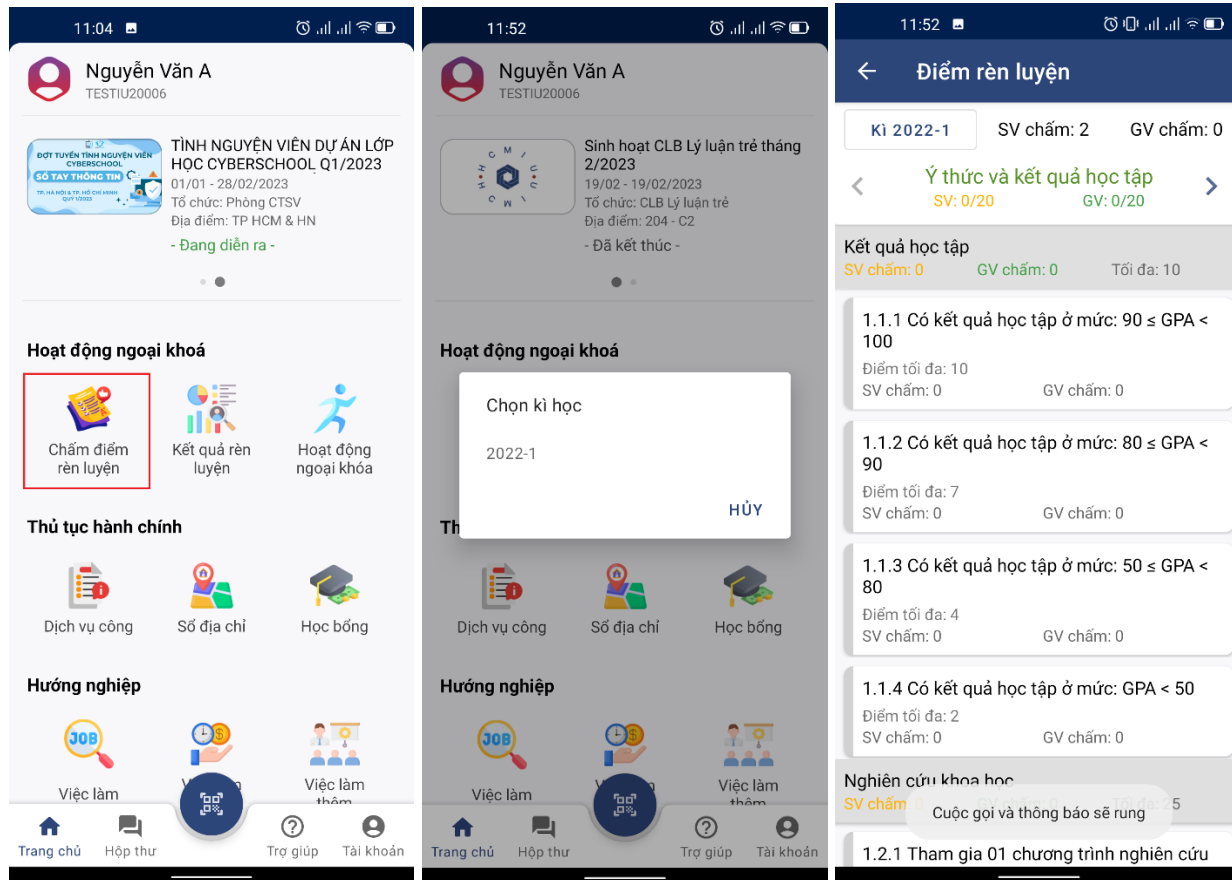 11:04
Nguyễn Văn A
TESTIU20006
ĐỢT TUYỂN TÌNH NGUYỆN VIÊN
CYBERSCHOOL
SỔ TAY THÔNG TIN
TP. HÀ NỘI & TP. HỒ CHÍ MINH
QUÝ 1/2023
TÌNH NGUYỆN VIÊN DỰ ÁN LỚP
HỌC CYBERSCHOOL Q1/2023
01/01 - 28/02/2023
Tổ chức: Phòng CTSV
Địa điểm: TP HCM & HN
- Đang diễn ra -
Hoạt động ngoại khoá
Chấm điểm
rèn luyện
Kết quả rèn
luyện
Hoạt động
ngoại khóa
Thủ tục hành chính
Dịch vụ công
Sổ địa chỉ
Học bổng
Hướng nghiệp
JOB
Việc làm
Việc làm
thêm
Trang chủ
Hộp thư
Trợ giúp
Tài khoản
11:52
Nguyễn Văn A
TESTIU20006
Sinh hoạt CLB Lý luận trẻ tháng
2/2023
19/02 - 19/02/2023
Tổ chức: CLB Lý luận trẻ
Địa điểm: 204 - C2
- Đã kết thúc -
Hoạt động ngoại khoá
Chọn kì học
2022-1
HỦY
Th
Dịch vụ công
Sổ địa chỉ
Học bổng
Hướng nghiệp
JOB
Việc làm
Việc làm
thêm
Trang chủ
Hộp thư
Trợ giúp
Tài khoản
11:52
Điểm rèn luyện
Kì 2022-1 SV chấm: 2 GV chấm: 0
Ý thức và kết quả học tập
SV: 0/20 GV: 0/20
Kết quả học tập
SV chấm: 0 GV chấm: 0 Tối đa: 10
1.1.1 Có kết quả học tập ở mức: 90 ≤ GPA <
100
Điểm tối đa: 10
SV chấm: 0 GV chấm: 0
1.1.2 Có kết quả học tập ở mức: 80 ≤ GPA <
90
Điểm tối đa: 7
SV chấm: 0 GV chấm: 0
1.1.3 Có kết quả học tập ở mức: 50 ≤ GPA <
80
Điểm tối đa: 4
SV chấm: 0 GV chấm: 0
1.1.4 Có kết quả học tập ở mức: GPA < 50
Điểm tối đa: 2
SV chấm: 0 GV chấm: 0
Nghiên cứu khoa học
SV chấm
Cuộc gọi và thông báo sẽ rung
1.2.1 Tham gia 01 chương trình nghiên cứu